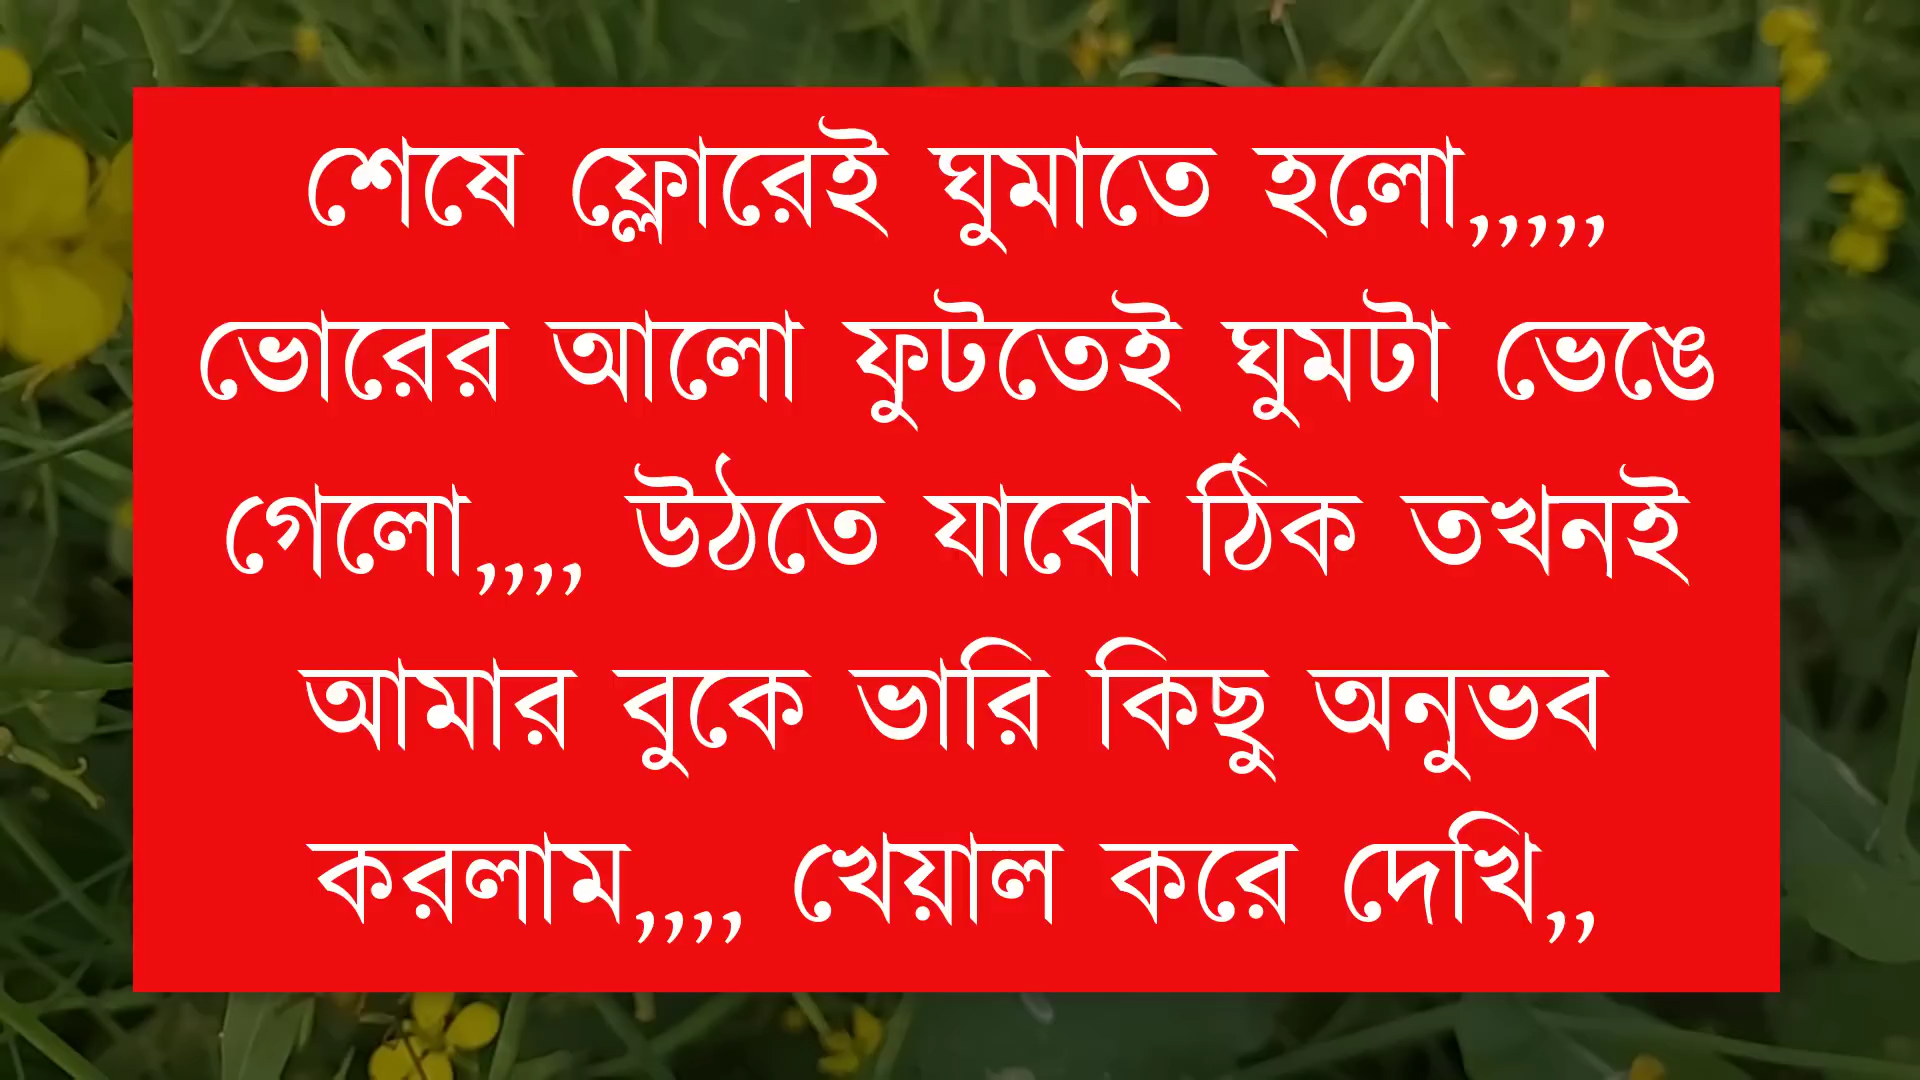 শেষে ফ্লোরেই ঘুমাতে হলো,,,,,
ভোরের আলো ফুটতেই ঘুমটা ভেঙে
গেলো,,,, উঠতে যাবো ঠিক তখনই
আমার বুকে ভারি কিছু অনুভব
করলাম,,,, খেয়াল করে দেখি,,